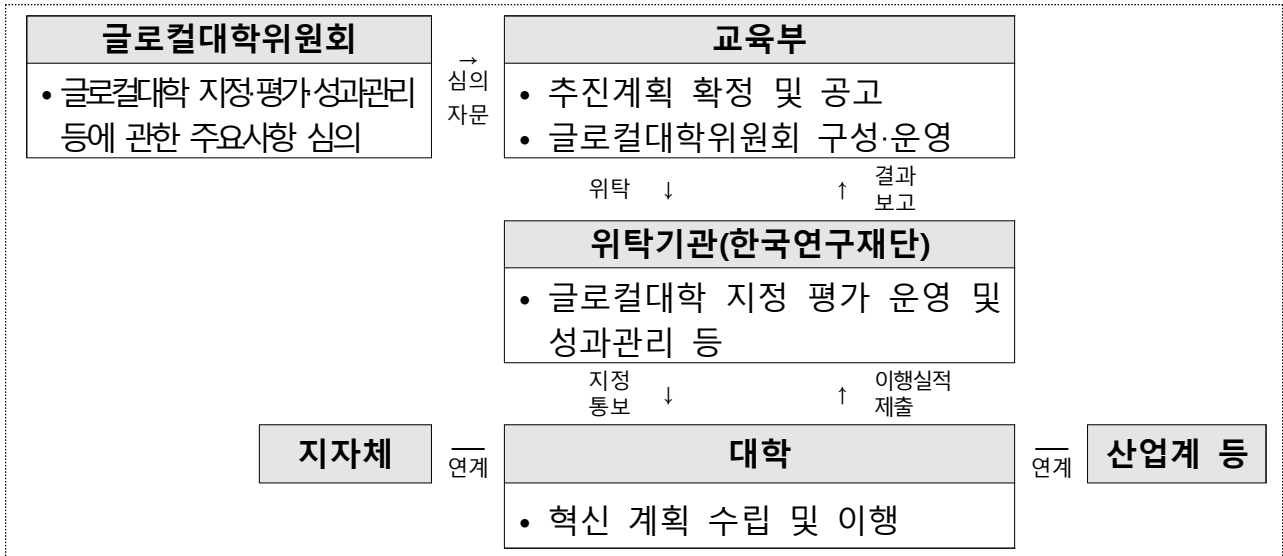 글로컬대학위원회
• 글로컬대학 지정·평가·성과관리
등에 관한 주요사항 심의
→
심의
자문
교육부
• 추진계획 확정 및 공고
• 글로컬대학위원회 구성·운영
위탁 ↓
↑ 결과
보고
위탁기관(한국연구재단)
• 글로컬대학 지정 평가 운영 및
성과관리 등
지정
통보 ↓
↑ 이행실적
제출
지자체
연계
대학
• 혁신 계획 수립 및 이행
연계
산업계 등